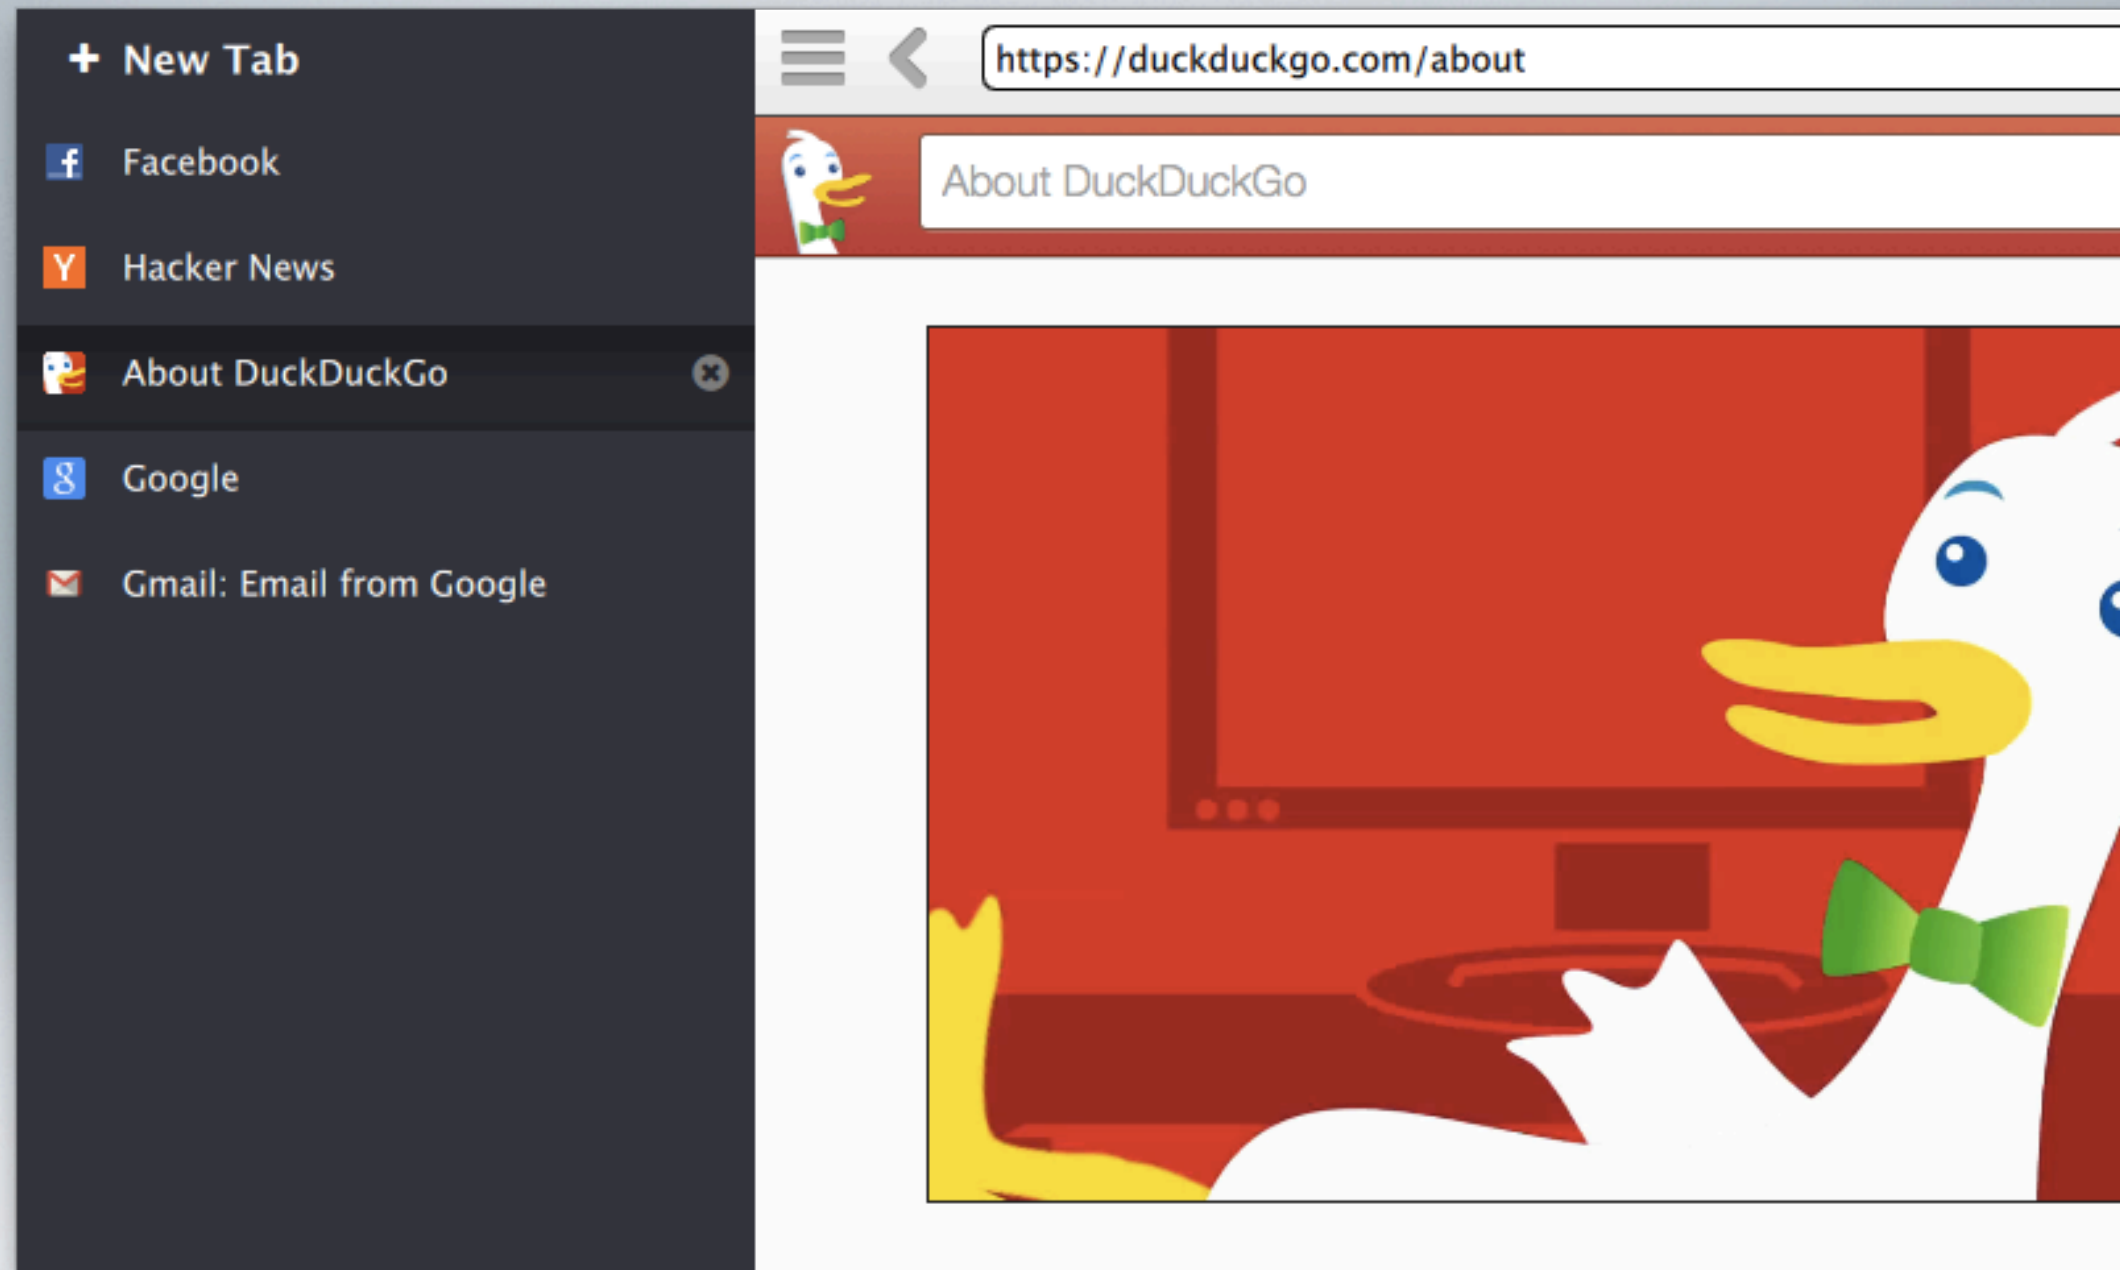 New Tab
Facebook
Hacker News
About DuckDuckGo
Google
Gmail: Email from Google
https://duckduckgo.com/about
About DuckDuckGo